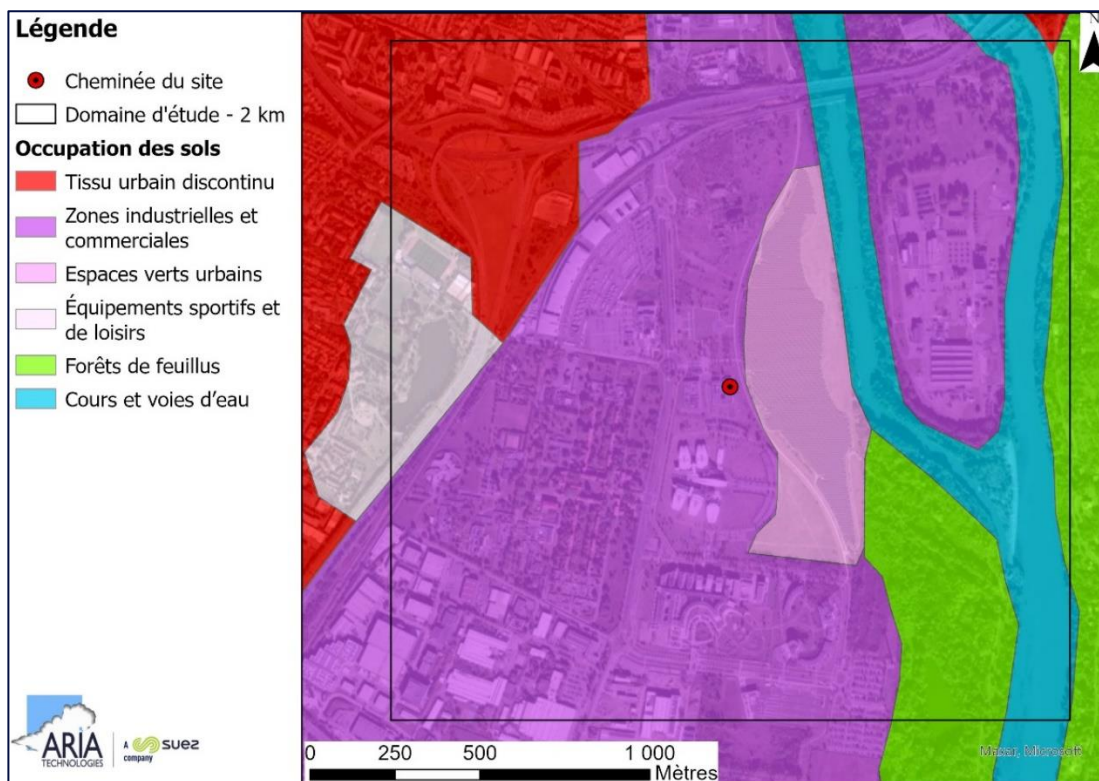 Légende
Cheminée du site
Domaine d'étude - 2 km
Occupation des sols
Tissu urbain discontinu
Zones industrielles et
commerciales
Espaces verts urbains
Équipements sportifs et
de loisirs
Forêts de feuillus
Cours et voies d’eau
N
ARIA
TECHNOLOGIES
A
company
suez
0 250 500 1 000
Mètres
Maxar, Microsoft